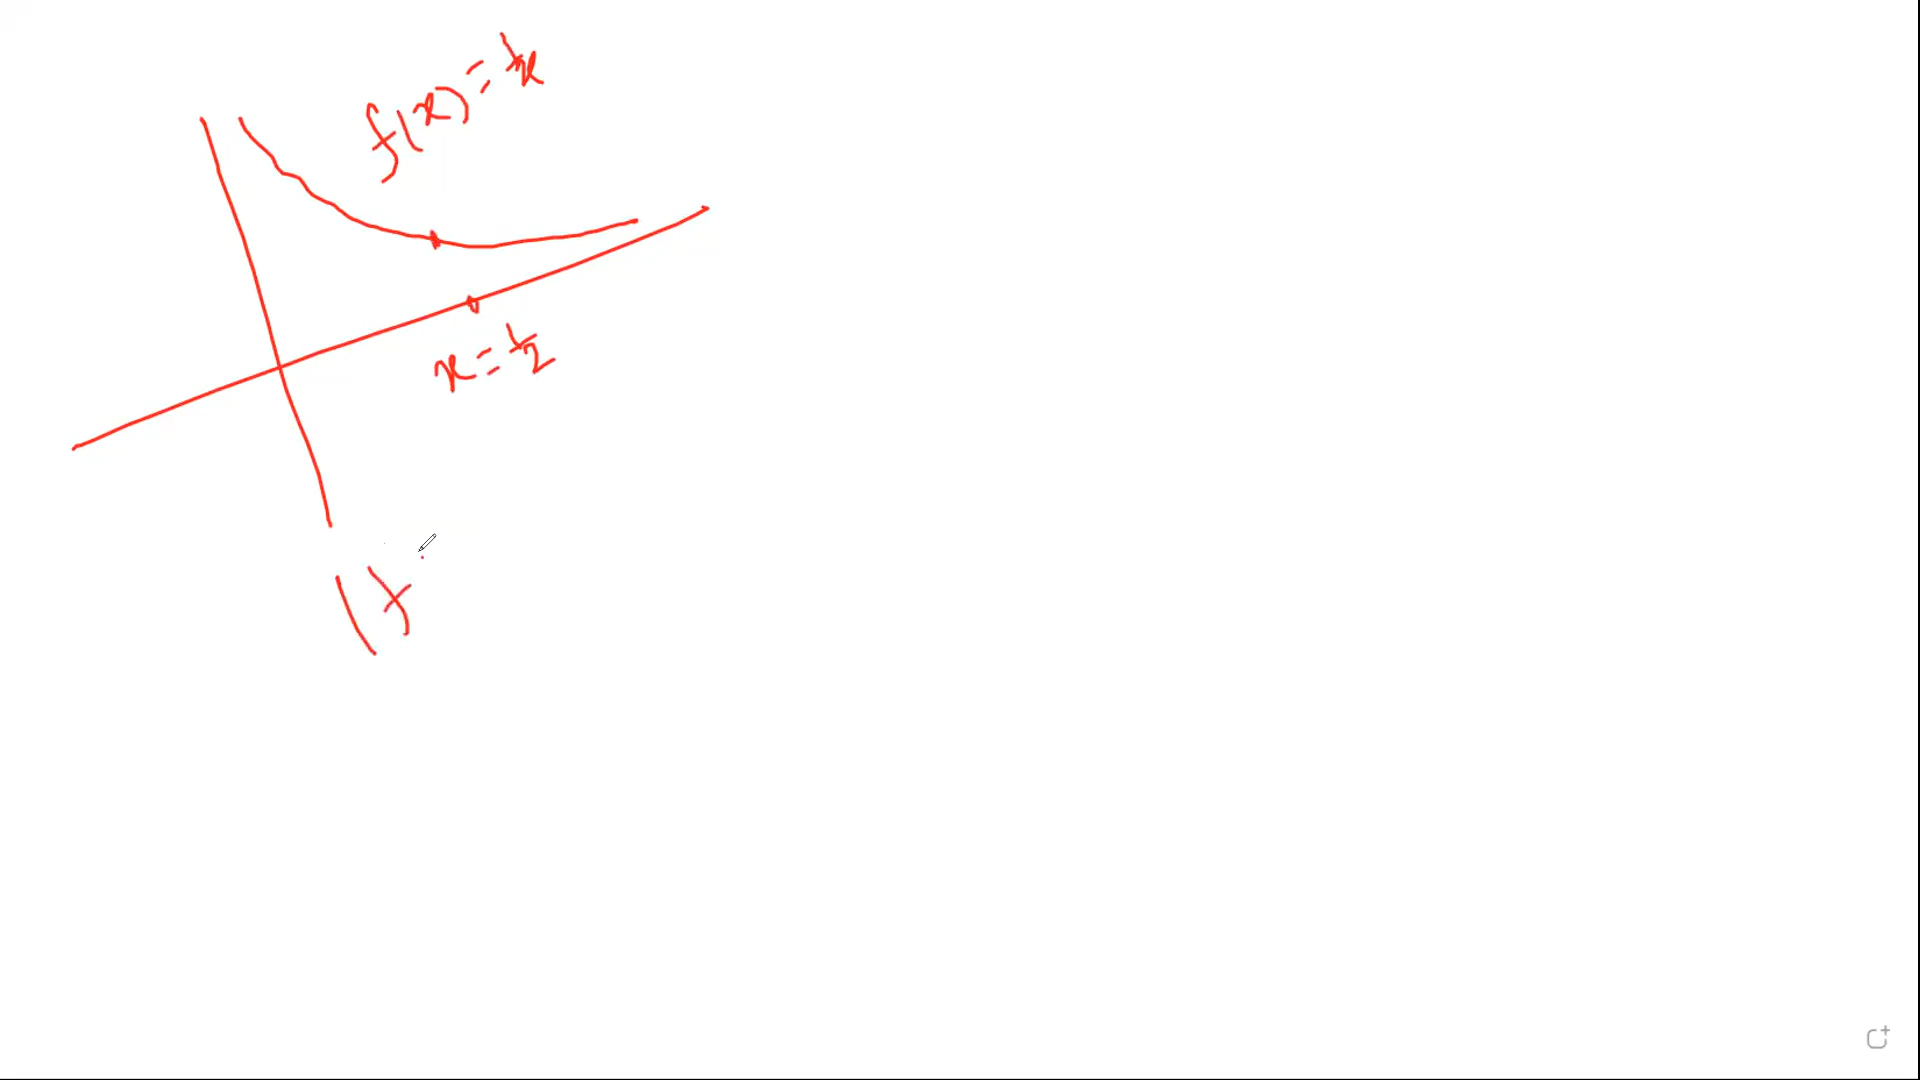 f(x) = 1/x
x = 1/2